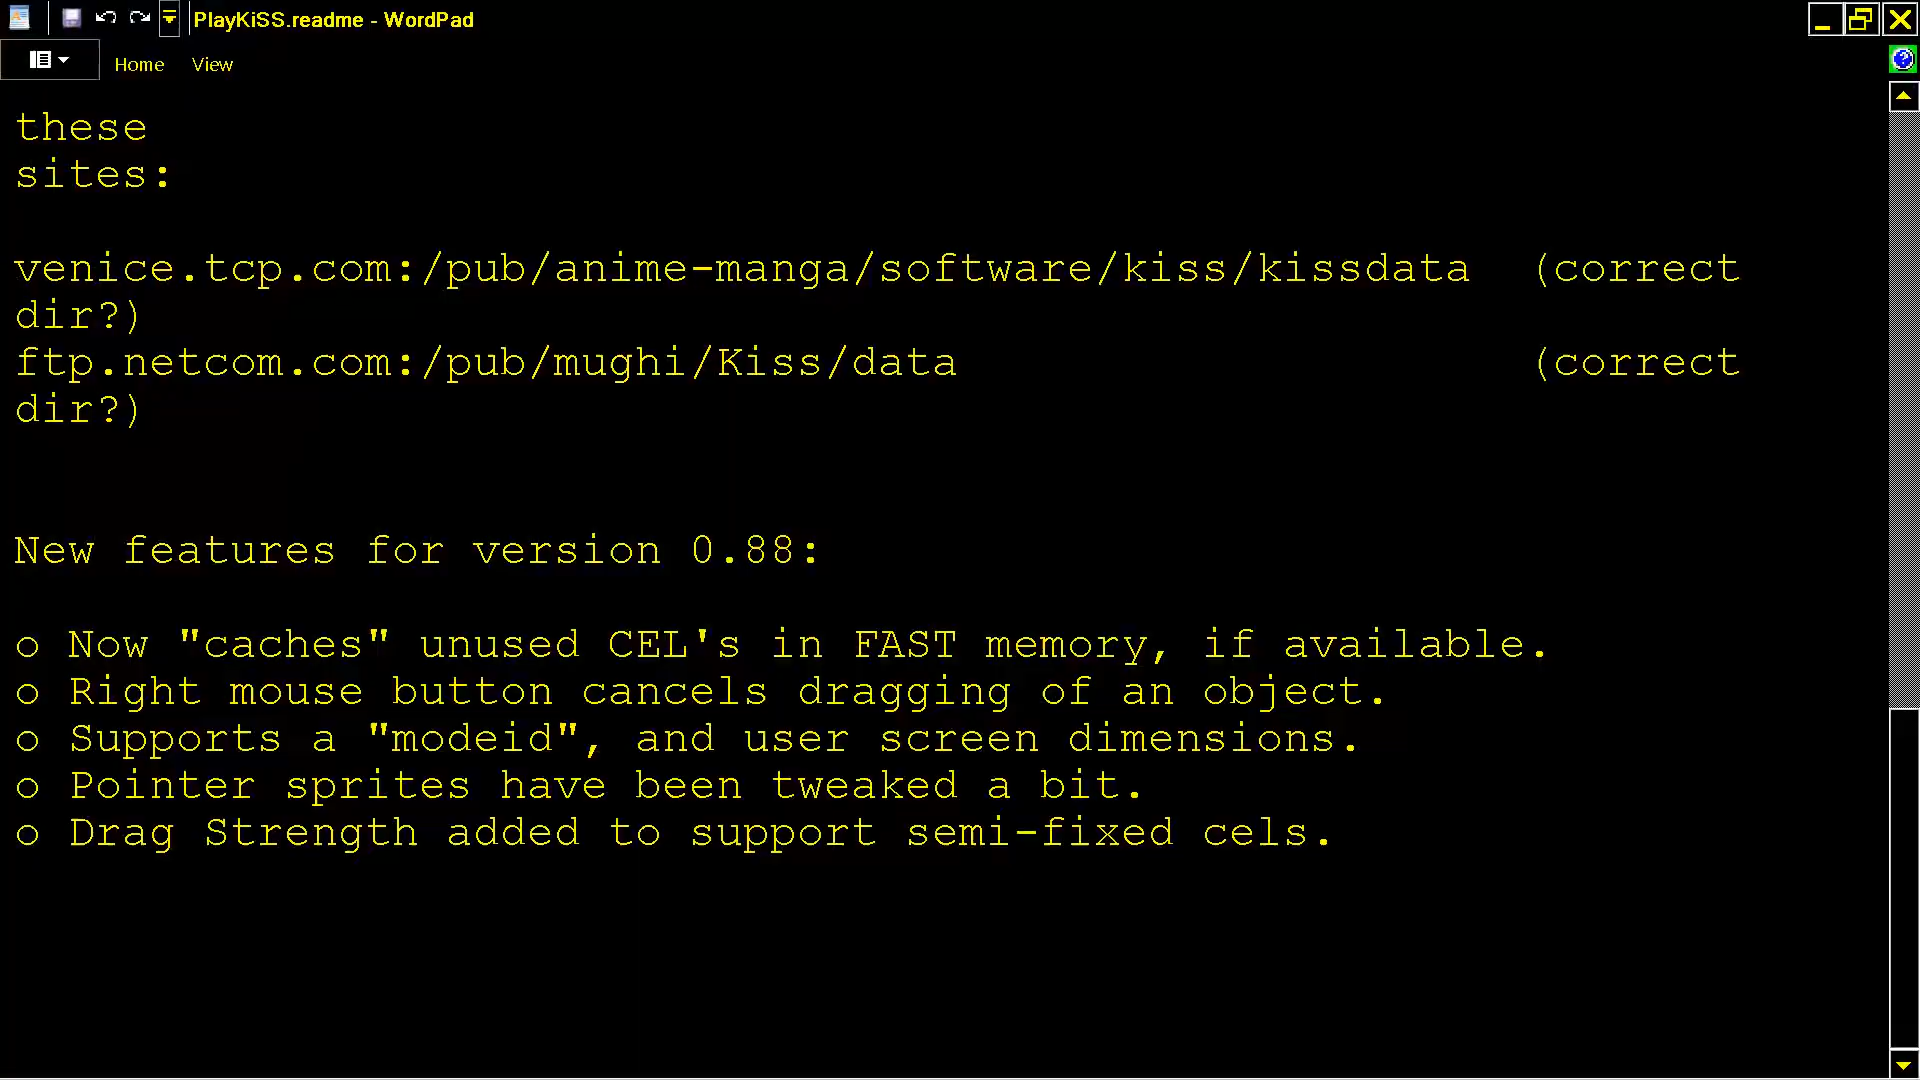 PlayKiSS.readme - WordPad
Home View
these
sites:
venice.tcp.com:/pub/anime-manga/software/kiss/kissdata (correct
dir?)
ftp.netcom.com:/pub/mughi/Kiss/data (correct
dir?)
New features for version 0.88:
o Now "caches" unused CEL's in FAST memory, if available.
o Right mouse button cancels dragging of an object.
o Supports a "modeid", and user screen dimensions.
o Pointer sprites have been tweaked a bit.
o Drag Strength added to support semi-fixed cels.